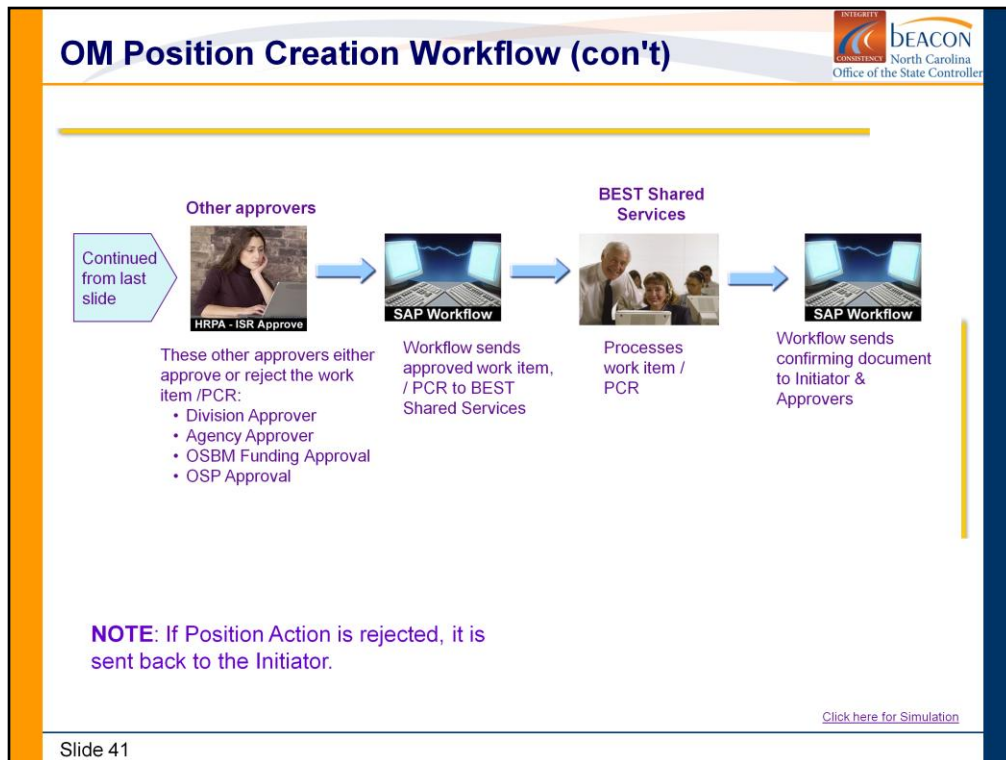 OM Position Creation Workflow (con't)
INTEGRITY
CONSISTENCY
bEACON
North Carolina
Office of the State Controller
Continued
from last
slide
Other approvers
HRPA - ISR Approve
These other approvers either
approve or reject the work
item /PCR:
• Division Approver
• Agency Approver
• OSBM Funding Approval
• OSP Approval
SAP Workflow
Workflow sends
approved work item,
/ PCR to BEST
Shared Services
BEST Shared
Services
Processes
work item /
PCR
SAP Workflow
Workflow sends
confirming document
to Initiator &
Approvers
NOTE: If Position Action is rejected, it is
sent back to the Initiator.
Click here for Simulation
Slide 41